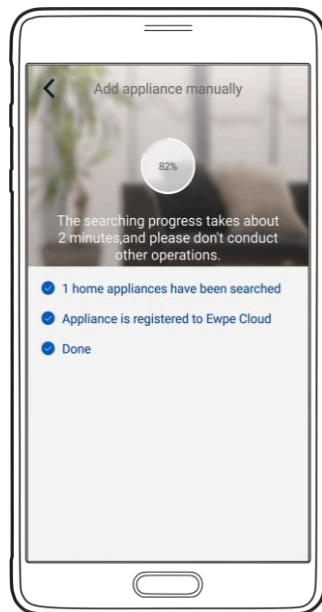 Add appliance manually
82%
The searching progress takes about
2 minutes,and please don't conduct
other operations.
1 home appliances have been searched
Appliance is registered to Ewpe Cloud
Done